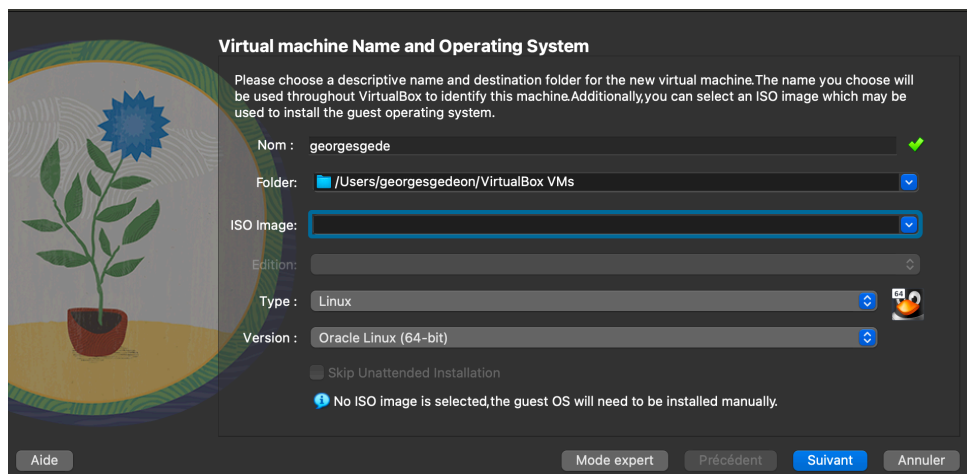 Virtual machine Name and Operating System
Please choose a descriptive name and destination folder for the new virtual machine.The name you choose will
be used throughout VirtualBox to identify this machine.Additionally,you can select an ISO image which may be
used to install the guest operating system.
Nom : georgesgede
Folder: /Users/georgesgedeon/VirtualBox VMs
ISO Image:
Edition:
Type : Linux 64
Version : Oracle Linux (64-bit)
Skip Unattended Installation
No ISO image is selected,the guest OS will need to be installed manually.
Aide Mode expert Précédent Suivant Annuler